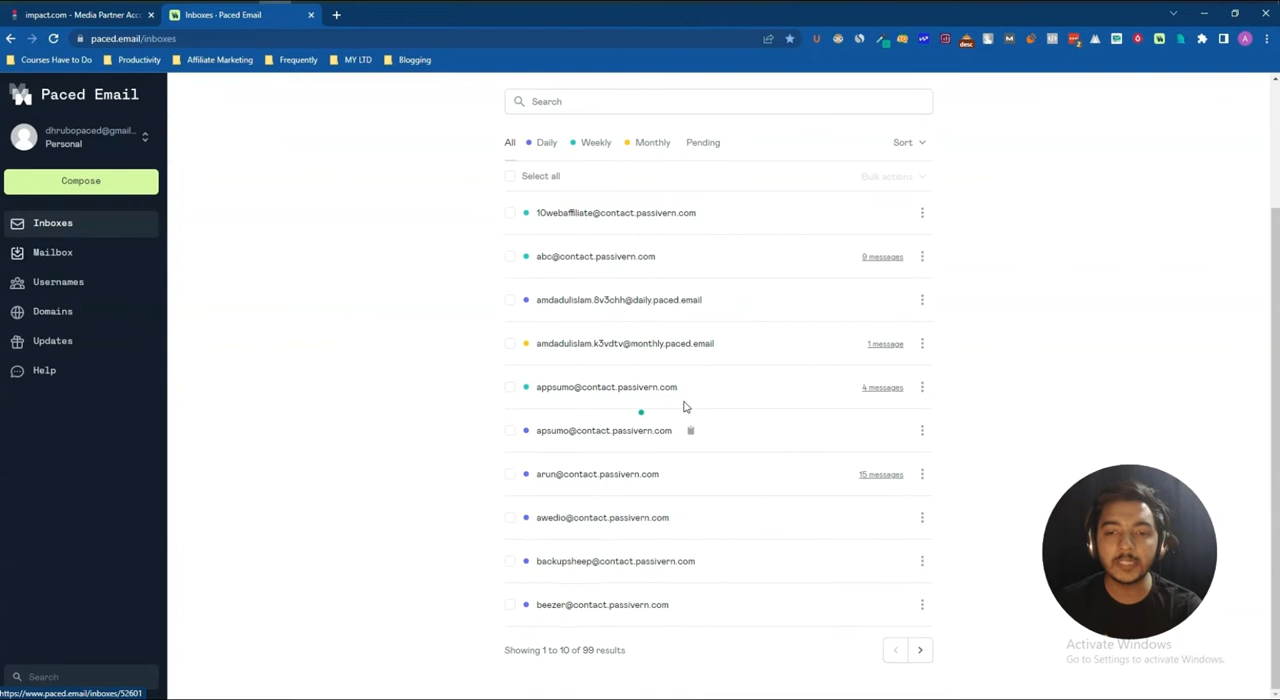 impact.com - Media Partner Acc
Inboxes · Paced Email
paced.email/inboxes
desc
2
A
Courses Have to Do
Productivity
Affiliate Marketing
Frequently
MY LTD
Blogging
Paced Email
dhrubopaced@gmail...
Personal
Compose
Inboxes
Mailbox
Usernames
Domains
Updates
Help
Search
https://www.paced.email/inboxes/52601
Search
All Daily Weekly Monthly Pending Sort
Select all Bulk actions
10webaffiliate@contact.passivern.com
abc@contact.passivern.com 9 messages
amdadulislam.8v3chh@daily.paced.email
amdadulislam.k3vdtv@monthly.paced.email 1 message
appsumo@contact.passivern.com 4 messages
apsumo@contact.passivern.com
arun@contact.passivern.com 15 messages
awedio@contact.passivern.com
backupsheep@contact.passivern.com
beezer@contact.passivern.com
Showing 1 to 10 of 99 results
Activate Windows
Go to Settings to activate Windows.